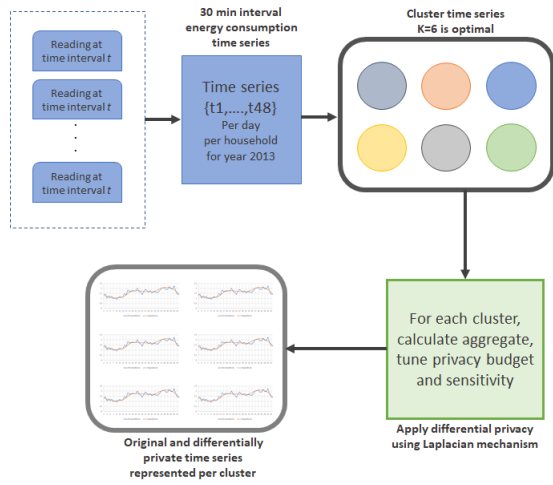 30 min interval
energy consumption
time series
Cluster time series
K=6 is optimal
Reading at
time interval t
Reading at
time interval t
.
.
.
Reading at
time interval t
Time series
{t1,....,t48}
Per day
per household
for year 2013
For each cluster,
calculate aggregate,
tune privacy budget
and sensitivity
Apply differential privacy
using Laplacian mechanism
Original and differentially
private time series
represented per cluster